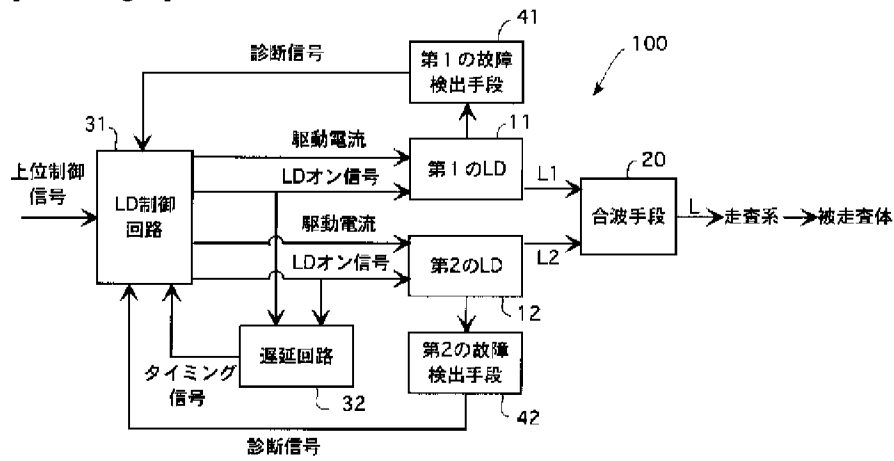 41
診断信号
第1の故障
検出手段
100
31
駆動電流
11
上位制御
信号
LD制御
回路
LDオン信号
第1のLD
L1
20
合波手段
L
走査系
被走査体
駆動電流
LDオン信号
第2のLD
L2
12
タイミング
信号
遅延回路
32
第2の故障
検出手段
42
診断信号